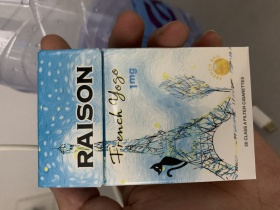 RAISON
French Yogo
1mg
20 CLASS A FILTER CIGARETTES